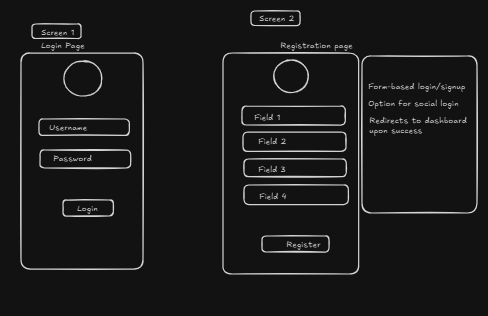 Screen 1
Login Page
Username
Password
Login
Screen 2
Registration page
Field 1
Field 2
Field 3
Field 4
Register
Form-based login/signup
Option for social login
Redirects to dashboard
upon success